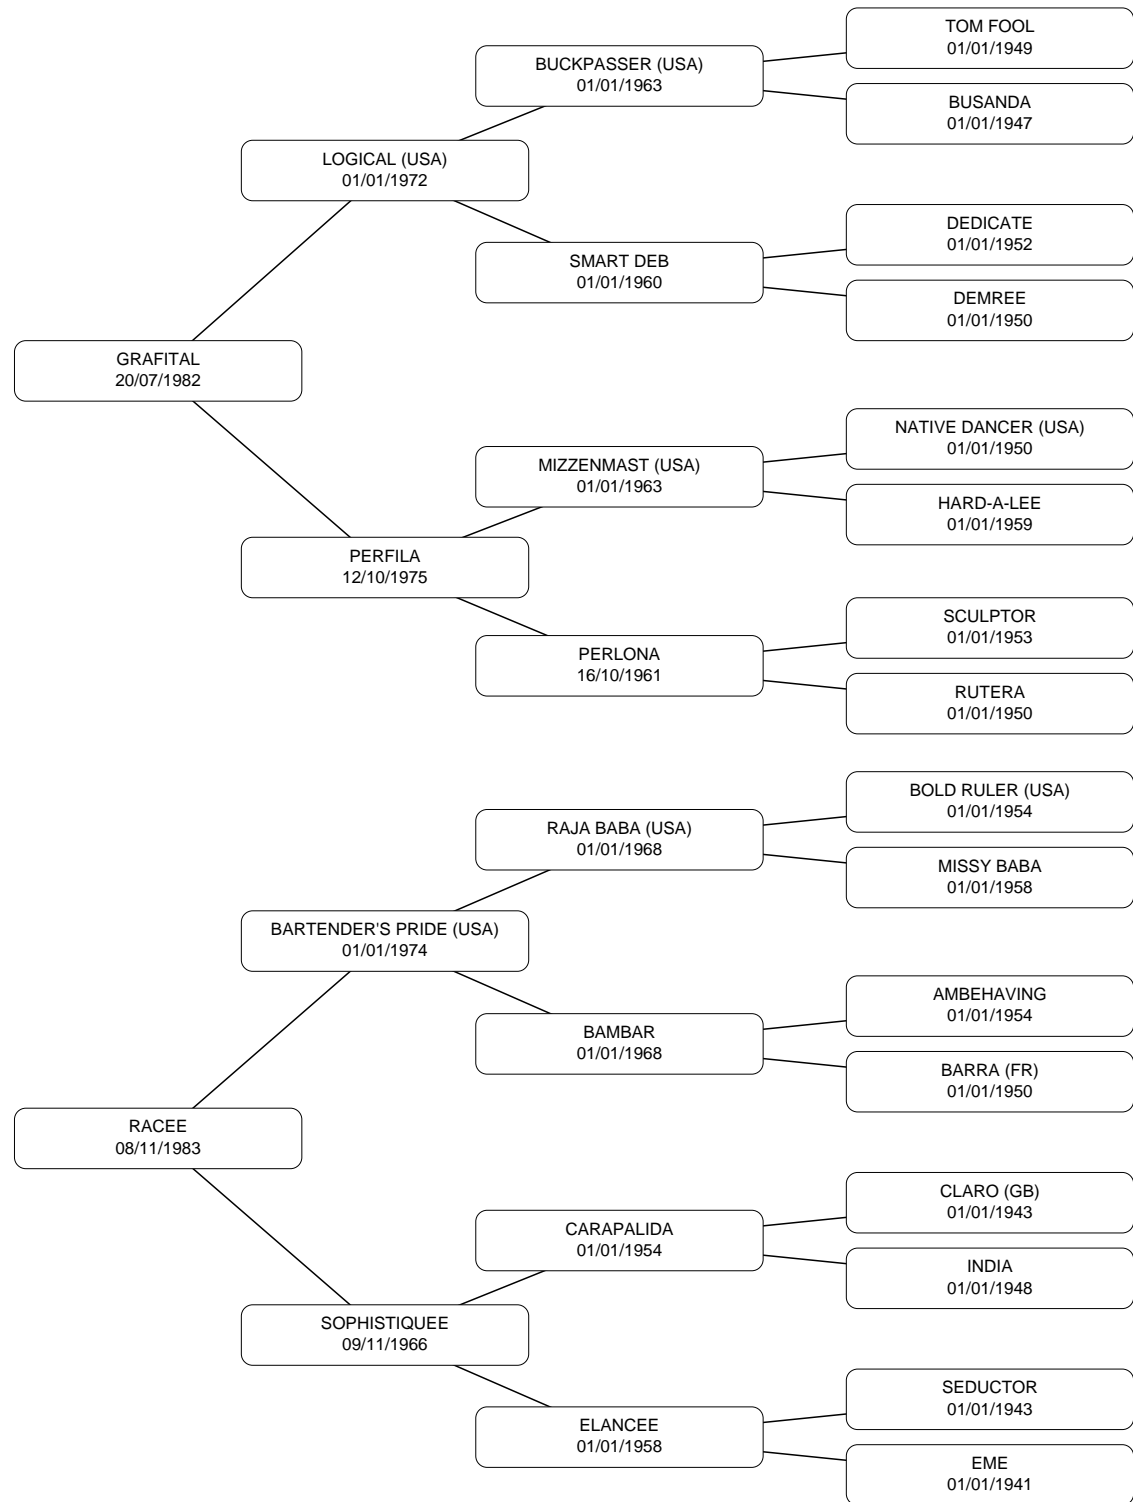 TOM FOOL
01/01/1949
BUCKPASSER (USA)
01/01/1963
BUSANDA
01/01/1947
LOGICAL (USA)
01/01/1972
DEDICATE
01/01/1952
SMART DEB
01/01/1960
DEMREE
01/01/1950
GRAFITAL
20/07/1982
NATIVE DANCER (USA)
01/01/1950
MIZZENMAST (USA)
01/01/1963
HARD-A-LEE
01/01/1959
PERFILA
12/10/1975
SCULPTOR
01/01/1953
PERLONA
16/10/1961
RUTERA
01/01/1950
BOLD RULER (USA)
01/01/1954
RAJA BABA (USA)
01/01/1968
MISSY BABA
01/01/1958
BARTENDER'S PRIDE (USA)
01/01/1974
AMBEHAVING
01/01/1954
BAMBAR
01/01/1968
BARRA (FR)
01/01/1950
RACEE
08/11/1983
CLARO (GB)
01/01/1943
CARAPALIDA
01/01/1954
INDIA
01/01/1948
SOPHISTIQUEE
09/11/1966
SEDUCTOR
01/01/1943
ELANCEE
01/01/1958
EME
01/01/1941